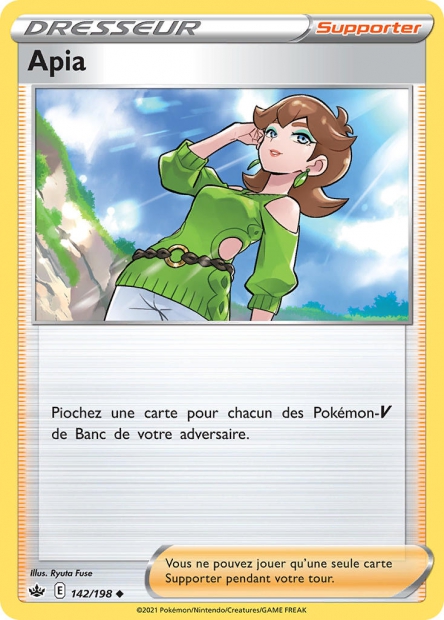 DRESSEUR
Supporter
Apia
Piochez une carte pour chacun des Pokémon-V
de Banc de votre adversaire.
Vous ne pouvez jouer qu'une seule carte
Supporter pendant votre tour.
Illus. Ryuta Fuse
E 142/198
©2021 Pokémon/Nintendo/Creatures/GAME FREAK